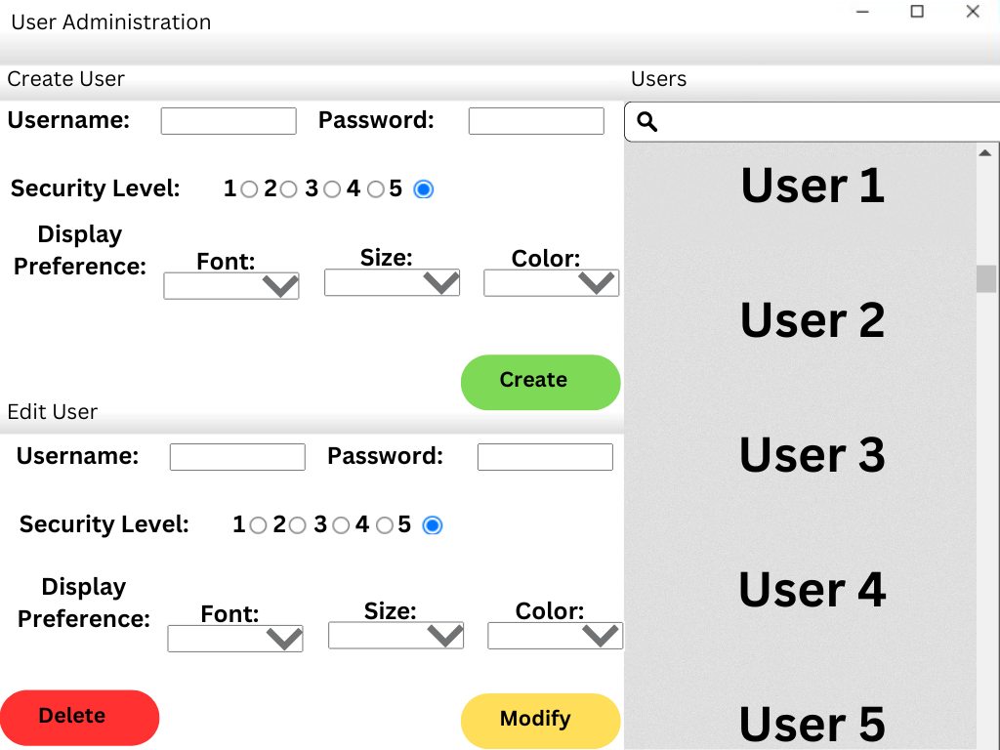 User Administration
Create User
Username: Password:
Security Level: 1 2 3 4 5
Display
Preference: Font: Size: Color:
Create
Edit User
Username: Password:
Security Level: 1 2 3 4 5
Display
Preference: Font: Size: Color:
Delete Modify
Users
User 1
User 2
User 3
User 4
User 5